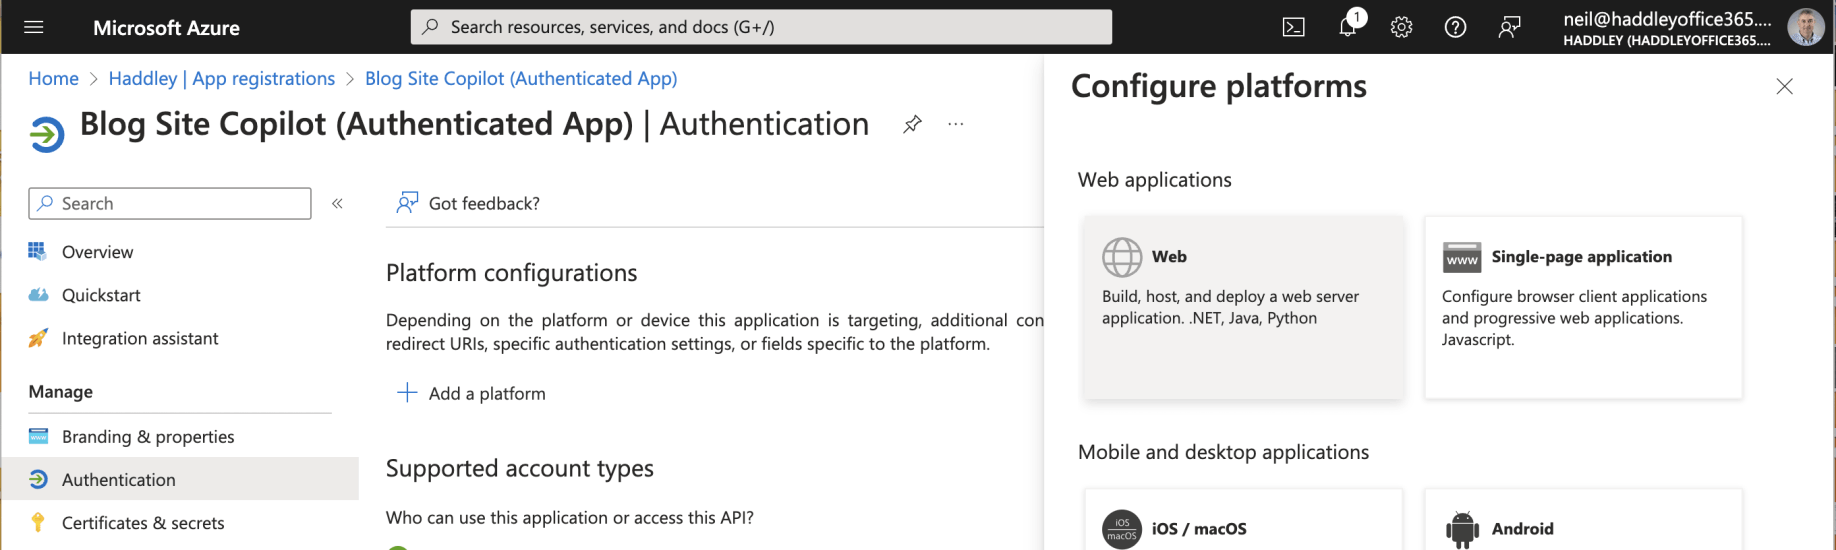 Microsoft Azure
Search resources, services, and docs (G+/)
1
neil@haddleyoffice365....
HADDLEY (HADDLEYOFFICE365....
Home > Haddley | App registrations > Blog Site Copilot (Authenticated App)
Blog Site Copilot (Authenticated App) | Authentication
...
Search
«
Overview
Quickstart
Integration assistant
Manage
Branding & properties
Authentication
Certificates & secrets
Got feedback?
Platform configurations
Depending on the platform or device this application is targeting, additional con
redirect URIs, specific authentication settings, or fields specific to the platform.
Add a platform
Supported account types
Who can use this application or access this API?
Configure platforms
Web applications
Web
Build, host, and deploy a web server
application. .NET, Java, Python
www
Single-page application
Configure browser client applications
and progressive web applications.
Javascript.
Mobile and desktop applications
iOS
macOS
iOS / macOS
Android